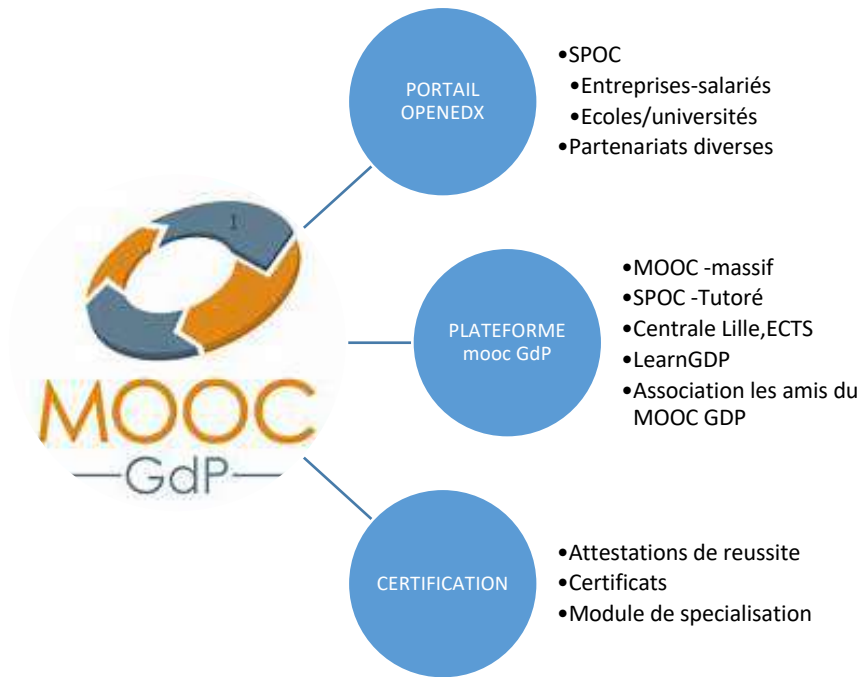 PORTAIL
OPENEDX
•SPOC
•Entreprises-salariés
•Ecoles/universités
•Partenariats diverses
1
MOOC
GdP
PLATEFORME
mooc GdP
•MOOC -massif
•SPOC -Tutoré
•Centrale Lille,ECTS
•LearnGDP
•Association les amis du
MOOC GDP
CERTIFICATION
•Attestations de reussite
•Certificats
•Module de specialisation